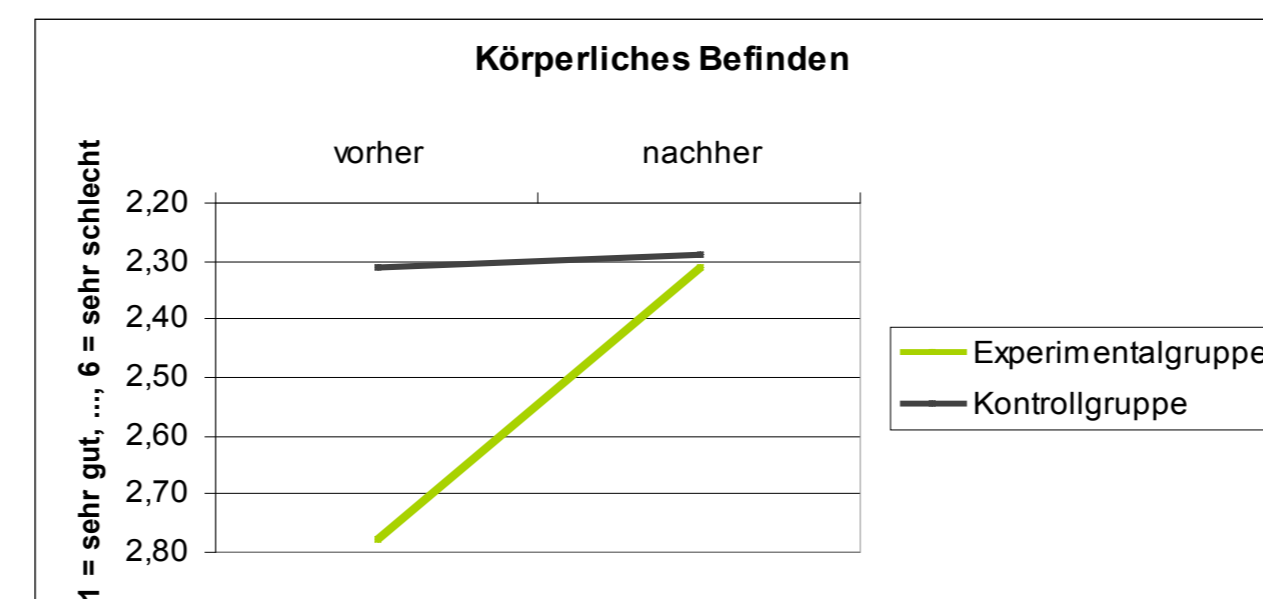 Körperliches Befinden
vorher nachher
1 = sehr gut, ..., 6 = sehr schlecht
2,20
2,30
2,40
2,50
2,60
2,70
2,80
Experimentalgruppe
Kontrollgruppe